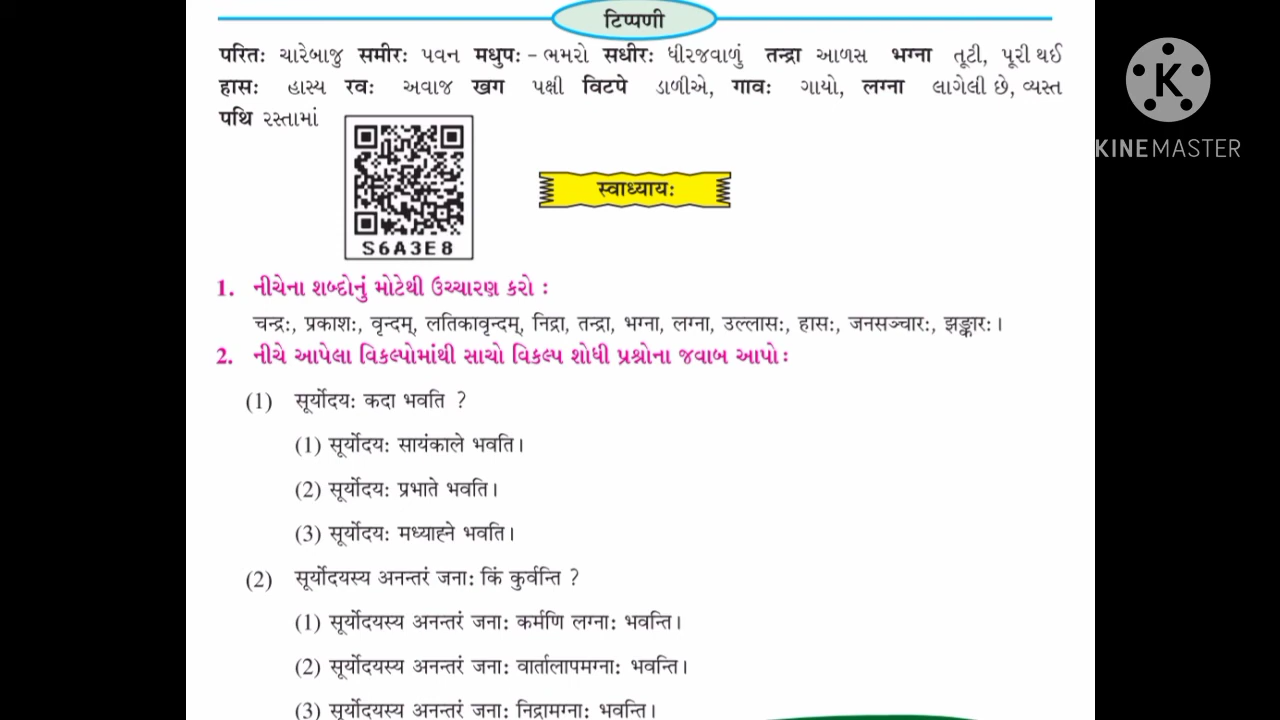 टिप्पणी
परितः ચારેબાજુ समीरः પવન मधुपः - ભમરો सधीरः ધીરજવાળું तन्द्रा આળસ भग्ना તૂટી, પૂરી થઈ
हासः હાસ્ય रवः અવાજ खग પક્ષી विटपे ડાળીએ, गावः ગાયો, लग्ना લાગેલી છે, વ્યસ્ત
पथि રસ્તામાં
K
KINEMASTER
स्वाध्यायः
S6A3E8
1. નીચેના શબ્દોનું મોટેથી ઉચ્ચારણ કરો :
चन्द्रः, प्रकाशः, वृन्दम्, लतिकावृन्दम्, निद्रा, तन्द्रा, भग्ना, लग्ना, उल्लासः, हासः, जनसञ्चारः, झङ्कारः।
2. નીચે આપેલા વિકલ્પોમાંથી સાચો વિકલ્પ શોધી પ્રશ્નોના જવાબ આપો :
(1) सूर्योदयः कदा भवति ?
(1) सूर्योदयः सायंकाले भवति।
(2) सूर्योदयः प्रभाते भवति।
(3) सूर्योदयः मध्याह्ने भवति।
(2) सूर्योदयस्य अनन्तरं जनाः किं कुर्वन्ति ?
(1) सूर्योदयस्य अनन्तरं जनाः कर्मणि लग्नाः भवन्ति।
(2) सूर्योदयस्य अनन्तरं जनाः वार्तालापमग्नाः भवन्ति।
(3) सूर्योदयस्य अनन्तरं जनाः निद्रामग्नाः भवन्ति।